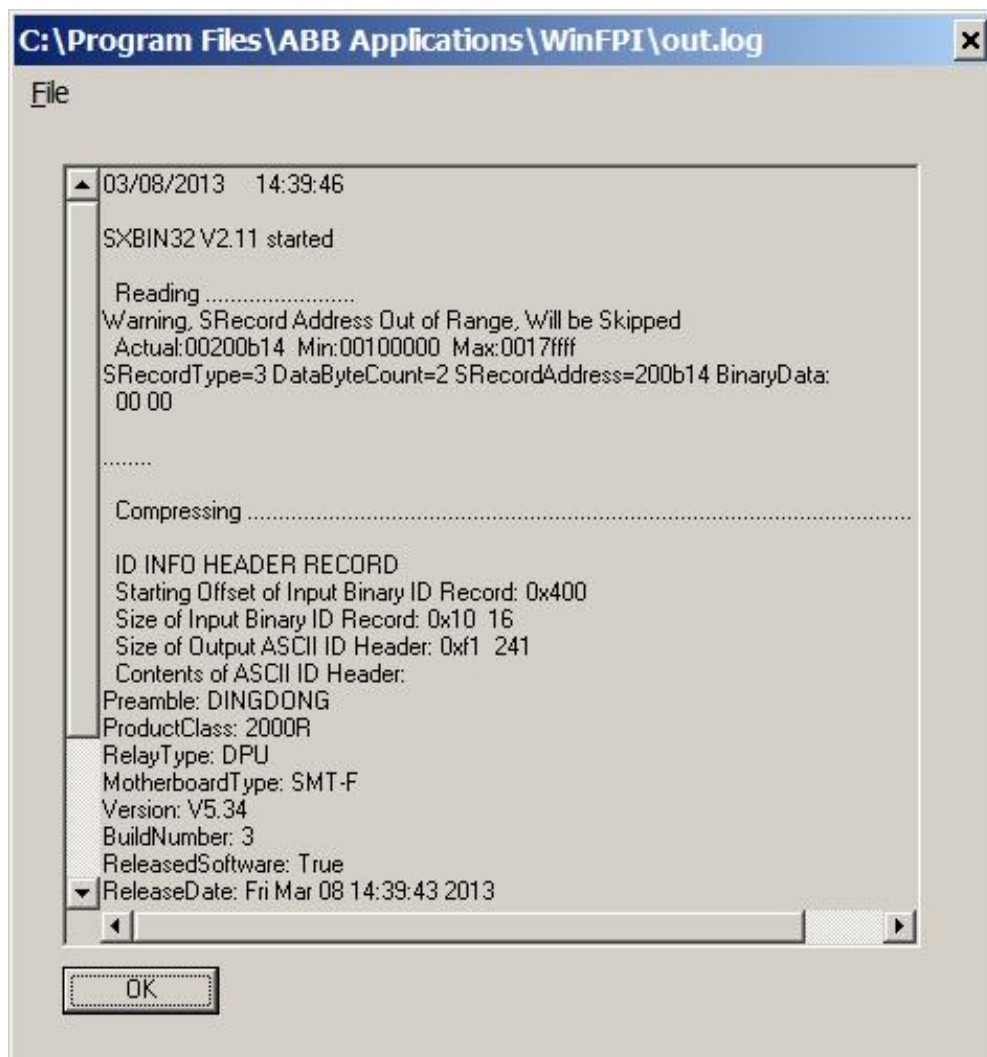 C:\Program Files\ABB Applications\WinFPI\out.log
File
03/08/2013 14:39:46
SXBIN32 V2.11 started
Reading ........................
Warning, SRecord Address Out of Range, Will be Skipped
Actual:00200b14 Min:00100000 Max:0017ffff
SRecordType=3 DataByteCount=2 SRecordAddress=200b14 BinaryData:
00 00
........
Compressing ...........................................................................................................
ID INFO HEADER RECORD
Starting Offset of Input Binary ID Record: 0x400
Size of Input Binary ID Record: 0x10 16
Size of Output ASCII ID Header: 0xf1 241
Contents of ASCII ID Header:
Preamble: DINGDONG
ProductClass: 2000R
RelayType: DPU
MotherboardType: SMT-F
Version: V5.34
BuildNumber: 3
ReleasedSoftware: True
ReleaseDate: Fri Mar 08 14:39:43 2013
OK